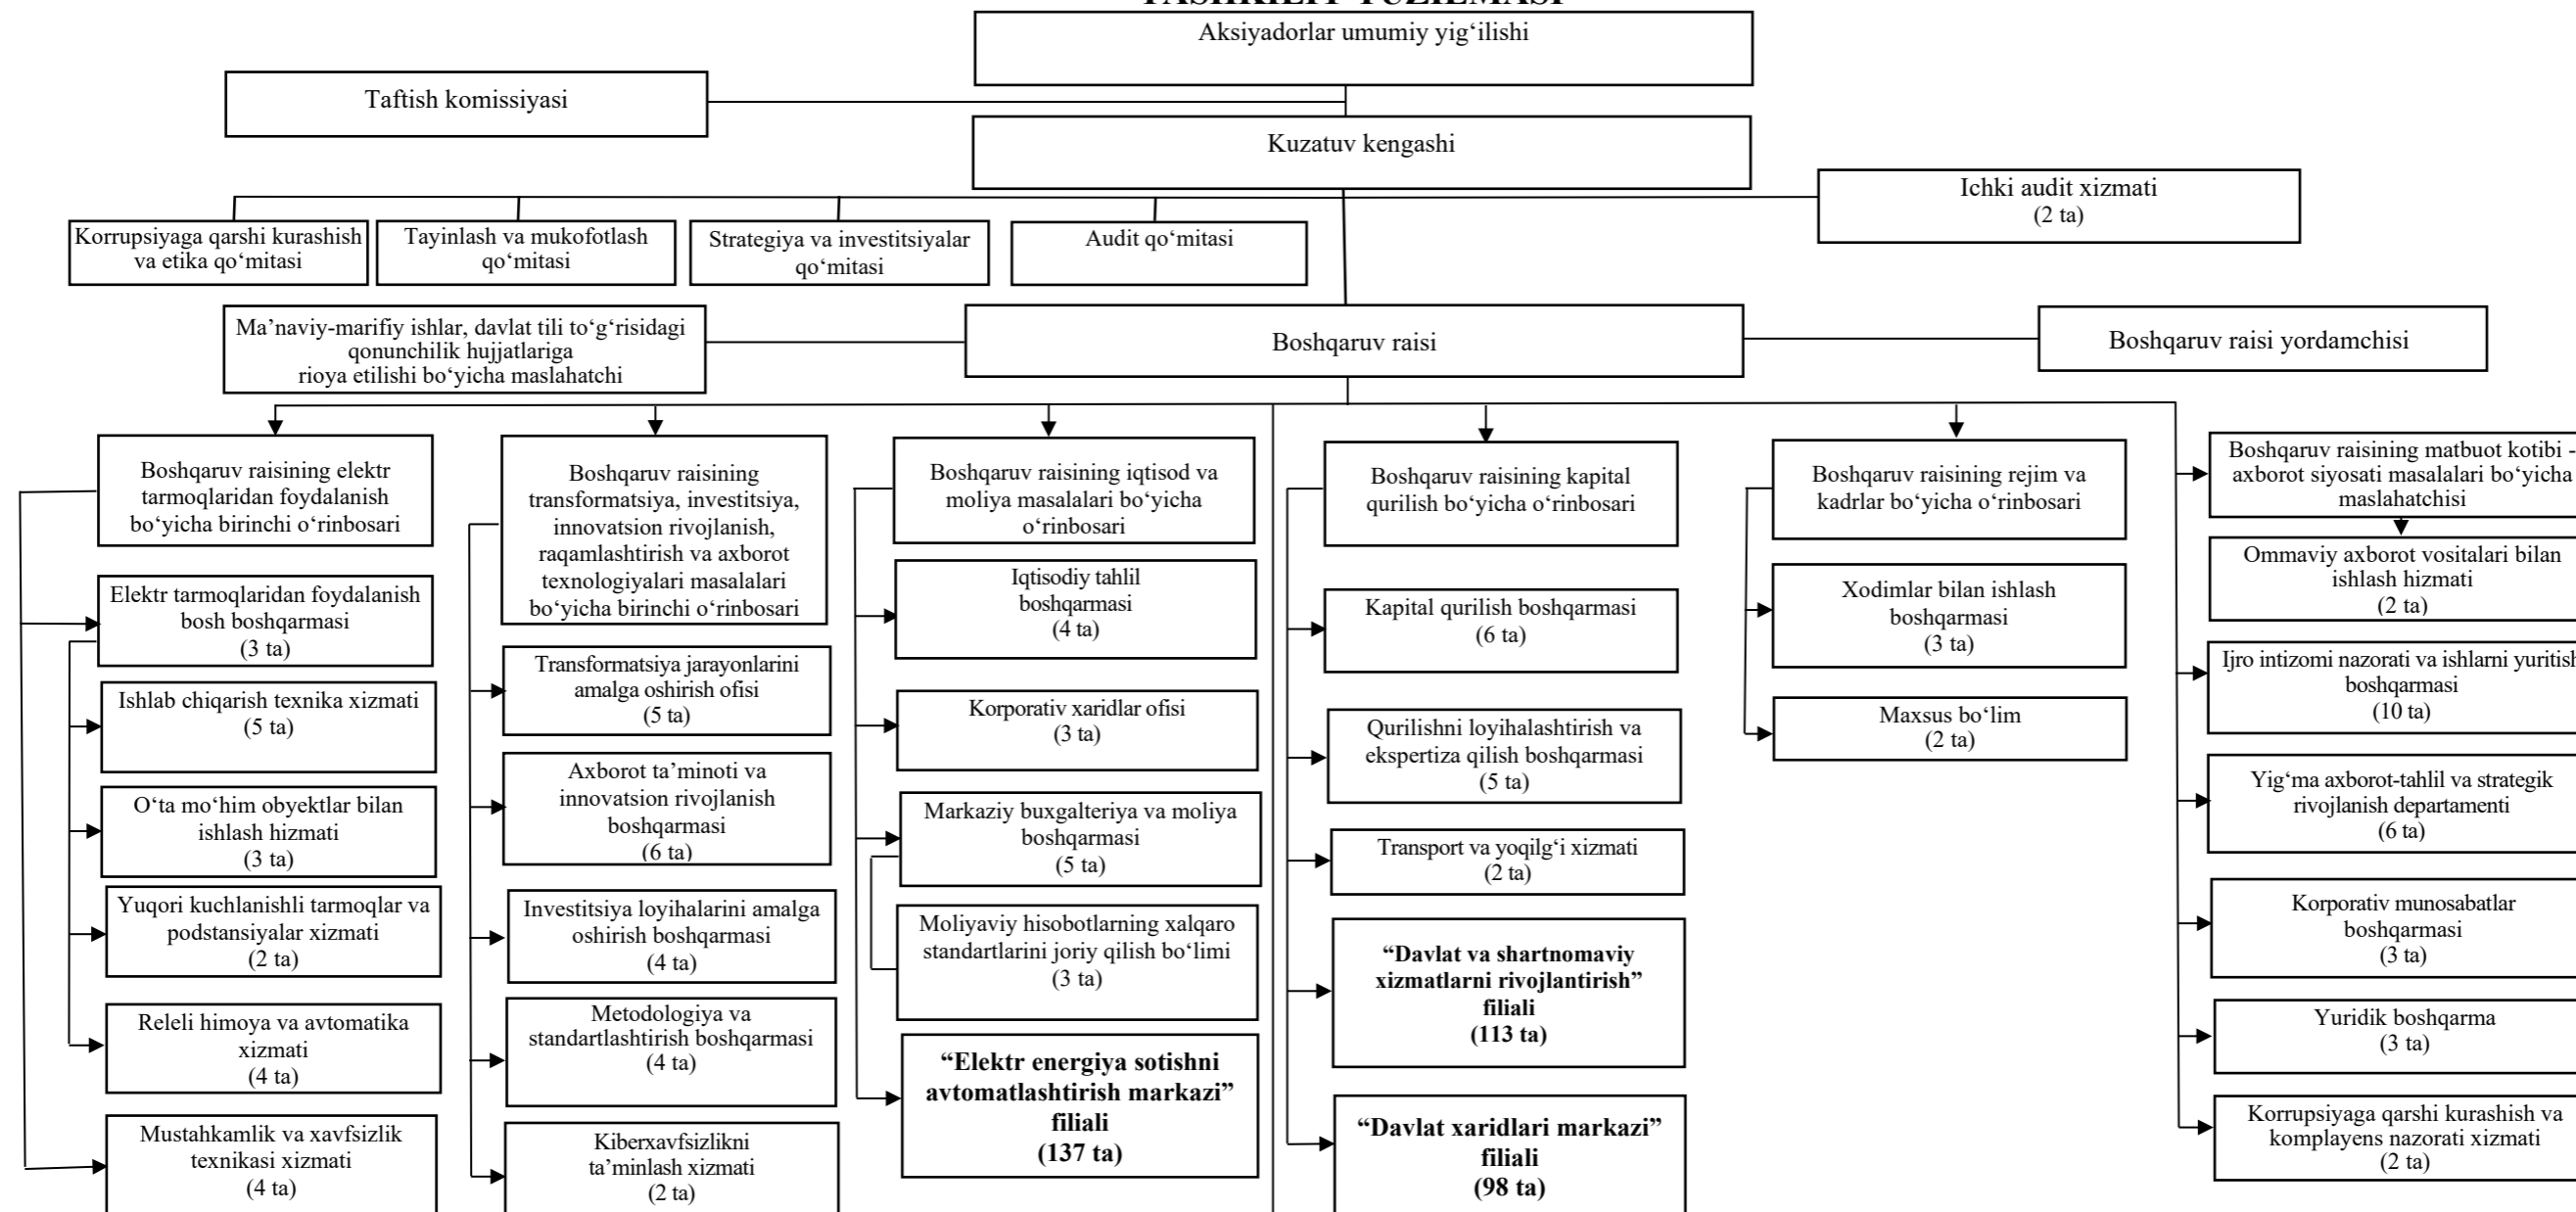 TASHKILIY TUZILMASI
Aksiyadorlar umumiy yig‘ilishi
Taftish komissiyasi
Kuzatuv kengashi
Ichki audit xizmati
(2 ta)
Korrupsiyaga qarshi kurashish
va etika qo‘mitasi
Tayinlash va mukofotlash
qo‘mitasi
Strategiya va investitsiyalar
qo‘mitasi
Audit qo‘mitasi
Ma’naviy-marifiy ishlar, davlat tili to‘g‘risidagi
qonunchilik hujjatlariga
rioya etilishi bo‘yicha maslahatchi
Boshqaruv raisi
Boshqaruv raisi yordamchisi
Boshqaruv raisining elektr
tarmoqlaridan foydalanish
bo‘yicha birinchi o‘rinbosari
Elektr tarmoqlaridan foydalanish
bosh boshqarmasi
(3 ta)
Ishlab chiqarish texnika xizmati
(5 ta)
O‘ta mo‘him obyektlar bilan
ishlash hizmati
(3 ta)
Yuqori kuchlanishli tarmoqlar va
podstansiyalar xizmati
(2 ta)
Releli himoya va avtomatika
xizmati
(4 ta)
Mustahkamlik va xavfsizlik
texnikasi xizmati
(4 ta)
Boshqaruv raisining
transformatsiya, investitsiya,
innovatsion rivojlanish,
raqamlashtirish va axborot
texnologiyalari masalalari
bo‘yicha birinchi o‘rinbosari
Transformatsiya jarayonlarini
amalga oshirish ofisi
(5 ta)
Axborot ta’minoti va
innovatsion rivojlanish
boshqarmasi
(6 ta)
Investitsiya loyihalarini amalga
oshirish boshqarmasi
(4 ta)
Metodologiya va
standartlashtirish boshqarmasi
(4 ta)
Kiberxavfsizlikni
ta’minlash xizmati
(2 ta)
Boshqaruv raisining iqtisod va
moliya masalalari bo‘yicha
o‘rinbosari
Iqtisodiy tahlil
boshqarmasi
(4 ta)
Korporativ xaridlar ofisi
(3 ta)
Markaziy buxgalteriya va moliya
boshqarmasi
(5 ta)
Moliyaviy hisobotlarning xalqaro
standartlarini joriy qilish bo‘limi
(3 ta)
“Elektr energiya sotishni
avtomatlashtirish markazi”
filiali
(137 ta)
Boshqaruv raisining kapital
qurilish bo‘yicha o‘rinbosari
Kapital qurilish boshqarmasi
(6 ta)
Qurilishni loyihalashtirish va
ekspertiza qilish boshqarmasi
(5 ta)
Transport va yoqilg‘i xizmati
(2 ta)
“Davlat va shartnomaviy
xizmatlarni rivojlantirish”
filiali
(113 ta)
“Davlat xaridlari markazi”
filiali
(98 ta)
Boshqaruv raisining rejim va
kadrlar bo‘yicha o‘rinbosari
Xodimlar bilan ishlash
boshqarmasi
(3 ta)
Maxsus bo‘lim
(2 ta)
Boshqaruv raisining matbuot kotibi -
axborot siyosati masalalari bo‘yicha
maslahatchisi
Ommaviy axborot vositalari bilan
ishlash hizmati
(2 ta)
Ijro intizomi nazorati va ishlarni yuritish
boshqarmasi
(10 ta)
Yig‘ma axborot-tahlil va strategik
rivojlanish departamenti
(6 ta)
Korporativ munosabatlar
boshqarmasi
(3 ta)
Yuridik boshqarma
(3 ta)
Korrupsiyaga qarshi kurashish va
komplayens nazorati xizmati
(2 ta)